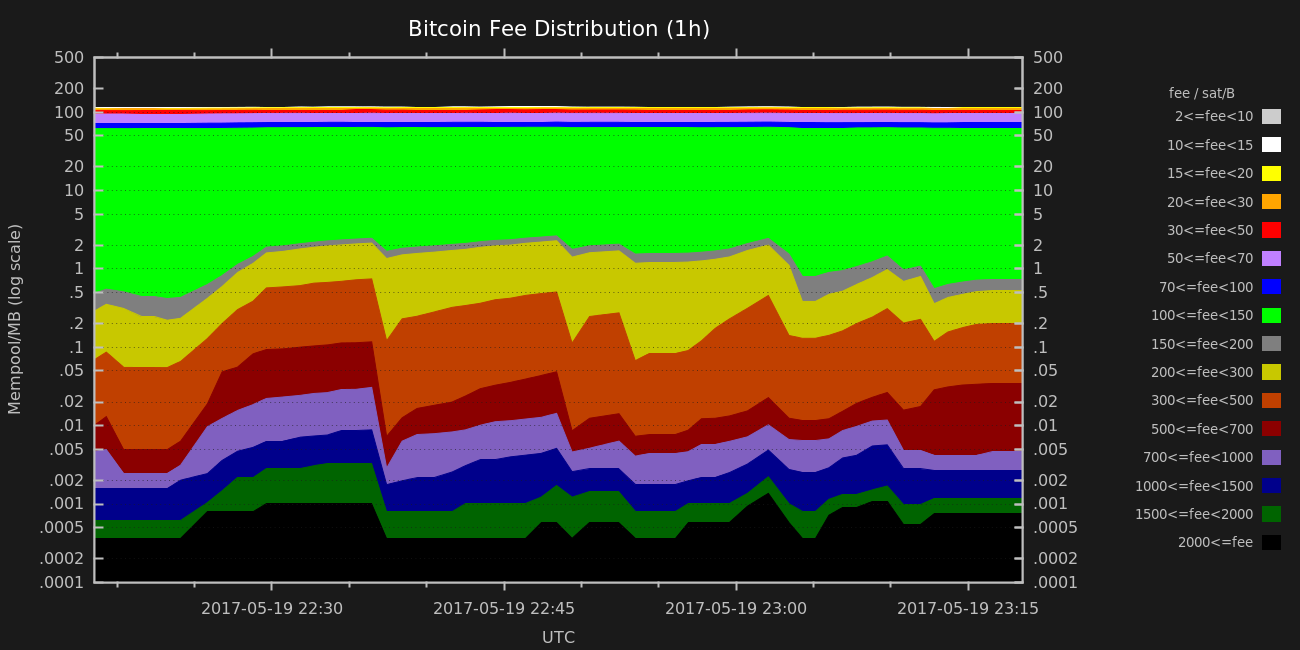 Bitcoin Fee Distribution (1h)
Mempool/MB (log scale)
500
200
100
50
20
10
5
2
1
.5
.2
.1
.05
.02
.01
.005
.002
.001
.0005
.0002
.0001
500
200
100
50
20
10
5
2
1
.5
.2
.1
.05
.02
.01
.005
.002
.001
.0005
.0002
.0001
2017-05-19 22:30 2017-05-19 22:45 2017-05-19 23:00 2017-05-19 23:15
UTC
fee / sat/B
2<=fee<10
10<=fee<15
15<=fee<20
20<=fee<30
30<=fee<50
50<=fee<70
70<=fee<100
100<=fee<150
150<=fee<200
200<=fee<300
300<=fee<500
500<=fee<700
700<=fee<1000
1000<=fee<1500
1500<=fee<2000
2000<=fee